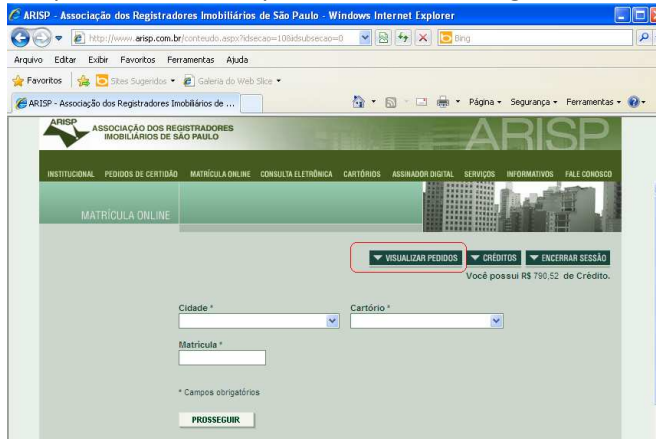 ARISP - Associação dos Registradores Imobiliários de São Paulo - Windows Internet Explorer
http://www.arisp.com.br/conteudo.aspx?idsecao=108idsubsecao=0
Bing
Arquivo Editar Exibir Favoritos Ferramentas Ajuda
Favoritos Sites Sugeridos Galeria do Web Slice
ARISP - Associação dos Registradores Imobiliários de ... Página Segurança Ferramentas
ARISP
ASSOCIAÇÃO DOS REGISTRADORES
IMOBILIÁRIOS DE SÃO PAULO
ARISP
INSTITUCIONAL PEDIDOS DE CERTIDÃO MATRÍCULA ONLINE CONSULTA ELETRÔNICA CARTÓRIOS ASSINADOR DIGITAL SERVIÇOS INFORMATIVOS FALE CONOSCO
MATRÍCULA ONLINE
VISUALIZAR PEDIDOS CRÉDITOS ENCERRAR SESSÃO
Você possui R$ 790,52 de Crédito.
Cidade * Cartório *
Matrícula *
* Campos obrigatórios
PROSSEGUIR